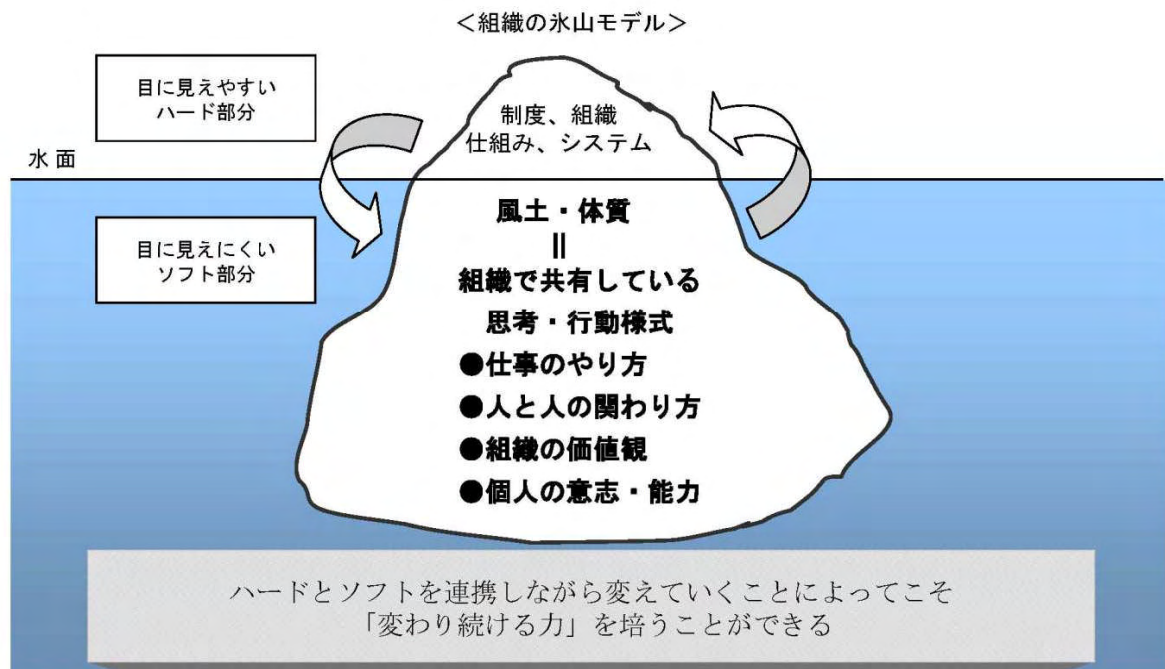 ＜組織の氷山モデル＞
目に見えやすい
ハード部分
制度、組織
仕組み、システム
水 面
目に見えにくい
ソフト部分
風土・体質
||
組織で共有している
思考・行動様式
●仕事のやり方
●人と人の関わり方
●組織の価値観
●個人の意志・能力
ハードとソフトを連携しながら変えていくことによってこそ
「変わり続ける力」を培うことができる